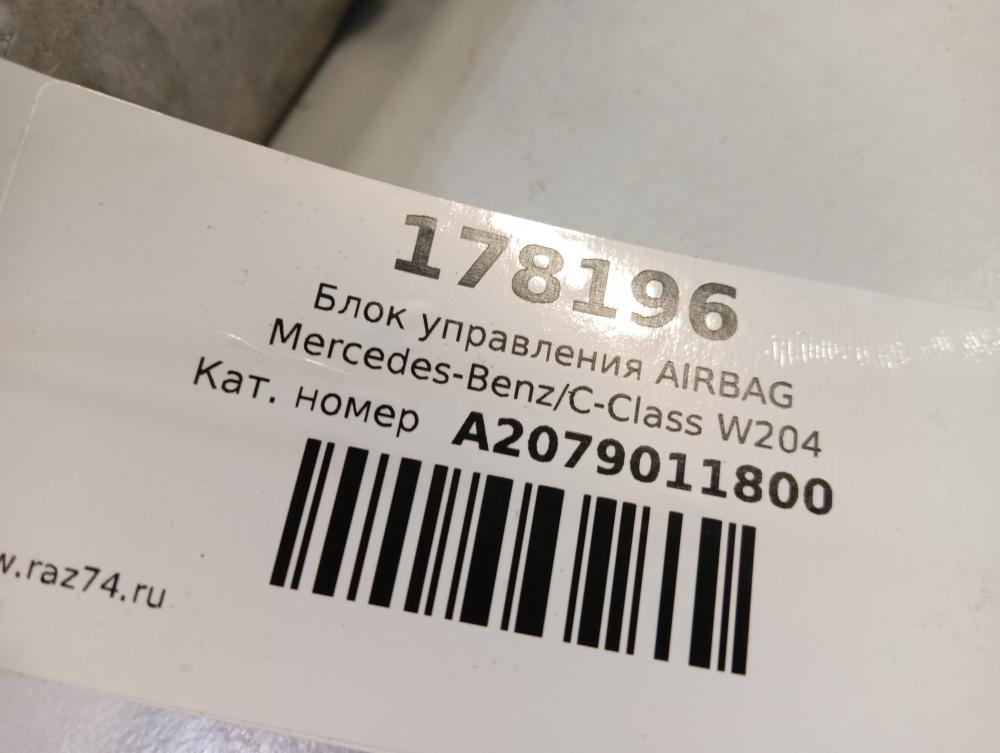 178196
Блок управления AIRBAG
Mercedes-Benz/C-Class W204
Кат. номер A2079011800
w.raz74.ru